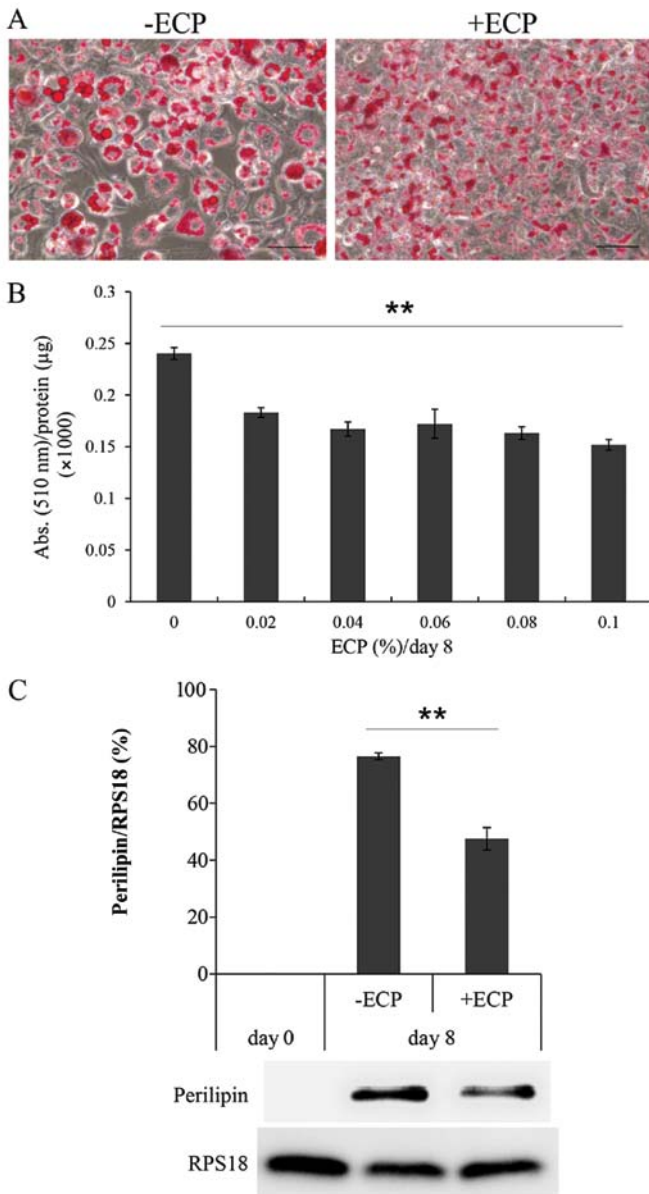 A
-ECP
+ECP
B
Abs. (510 nm)/protein (μg)
(×1000)
0.3
0.25
0.2
0.15
0.1
0.05
0
**
0
0.02
0.04
0.06
0.08
0.1
ECP (%)/day 8
C
Perilipin/RPS18 (%)
100
80
60
40
20
0
**
-ECP
+ECP
day 0
day 8
Perilipin
RPS18